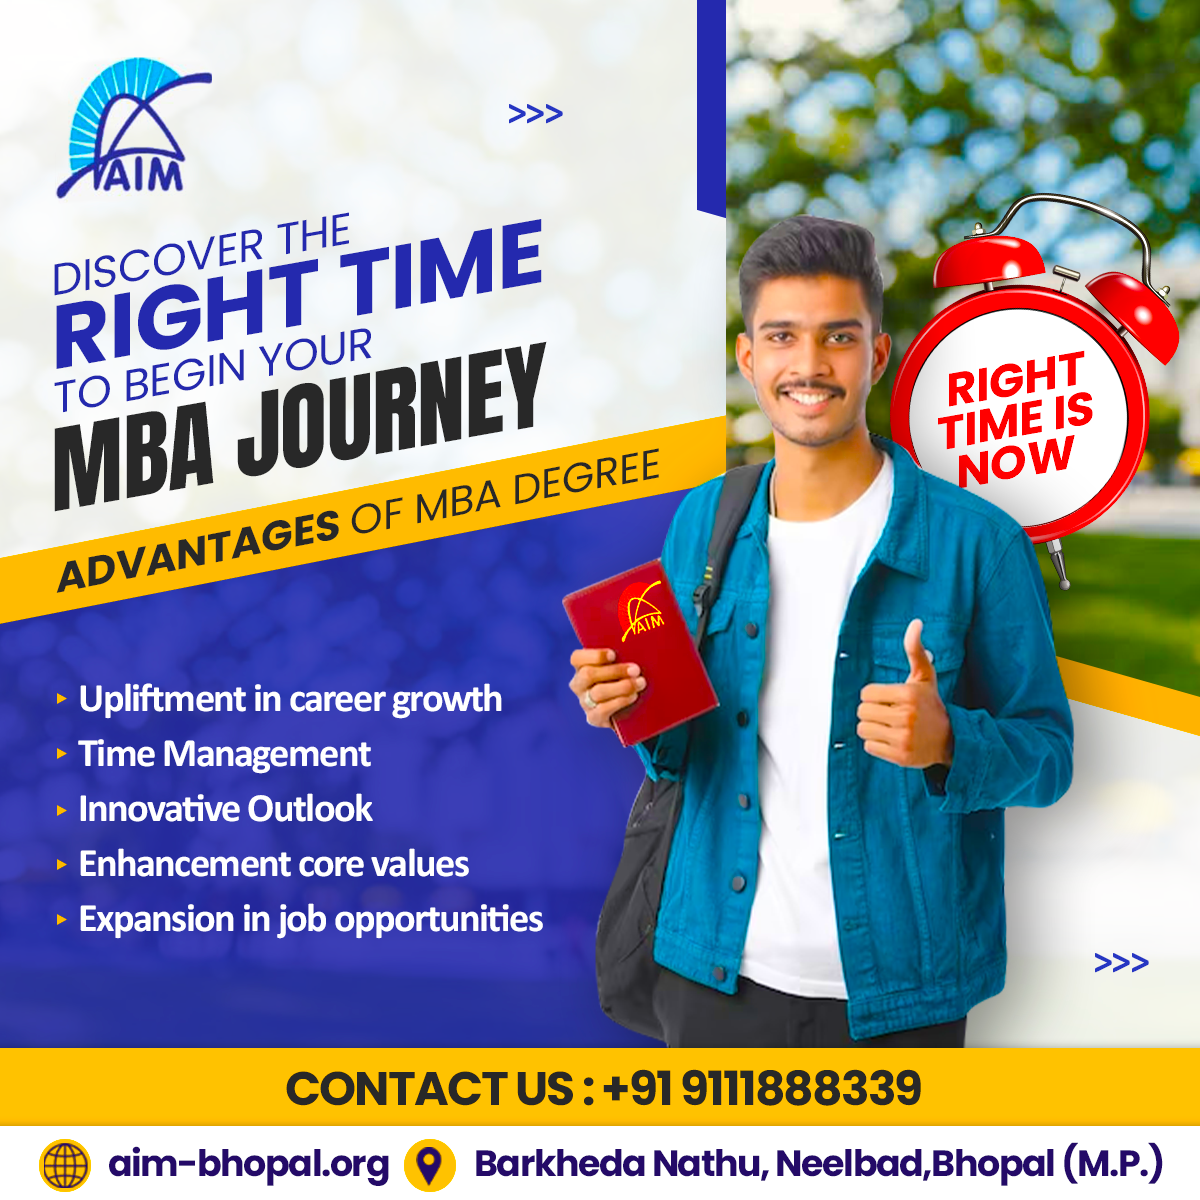 AIM
>>>
DISCOVER THE
RIGHT TIME
TO BEGIN YOUR
MBA JOURNEY
ADVANTAGES OF MBA DEGREE
RIGHT
TIME IS
NOW
AIM
Upliftment in career growth
Time Management
Innovative Outlook
Enhancement core values
Expansion in job opportunities
>>>
CONTACT US : +91 9111888339
aim-bhopal.org
Barkheda Nathu, Neelbad,Bhopal (M.P.)